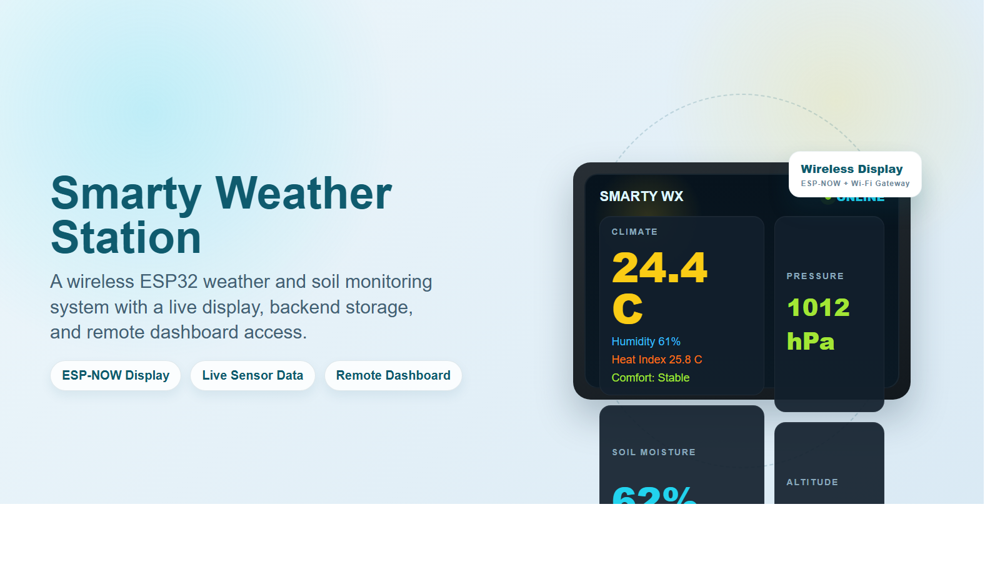 Smarty Weather
Station
A wireless ESP32 weather and soil monitoring
system with a live display, backend storage,
and remote dashboard access.
ESP-NOW Display
Live Sensor Data
Remote Dashboard
Wireless Display
ESP-NOW + Wi-Fi Gateway
SMARTY WX
ONLINE
CLIMATE
24.4
C
Humidity 61%
Heat Index 25.8 C
Comfort: Stable
PRESSURE
1012
hPa
SOIL MOISTURE
62%
ALTITUDE